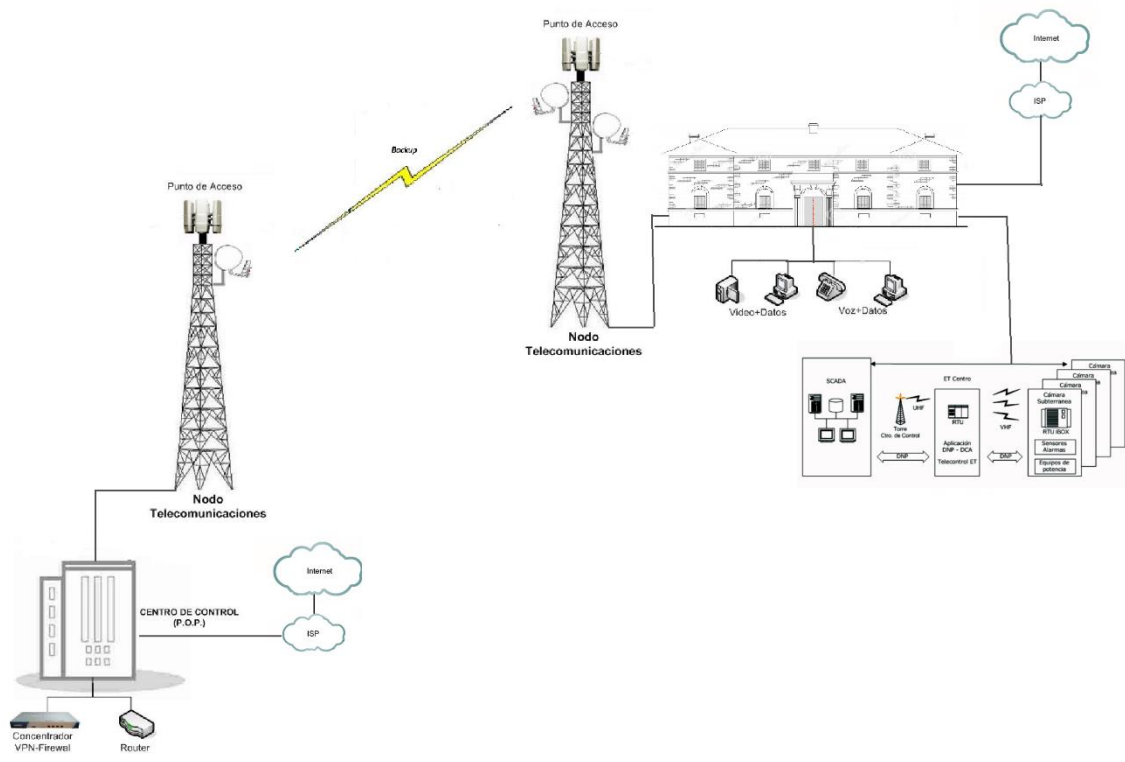 Punto de Acceso
Internet
ISP
Backup
Punto de Acceso
Video+Datos
Voz+Datos
Nodo
Telecomunicaciones
Cámara
Cámara
Cámara
SCADA
ET Centro
Cámara
Subterranea
UHF
RTU
VHF
RTU IBOX
Torre
Ctro. de Control
Aplicación
DNP - DCA
Sensores
Alarmas
DNP
Telecontrol ET
DNP
Equipos de
potencia
Nodo
Telecomunicaciones
Internet
CENTRO DE CONTROL
(P.O.P.)
ISP
Concentrador
VPN-Firewal
Router